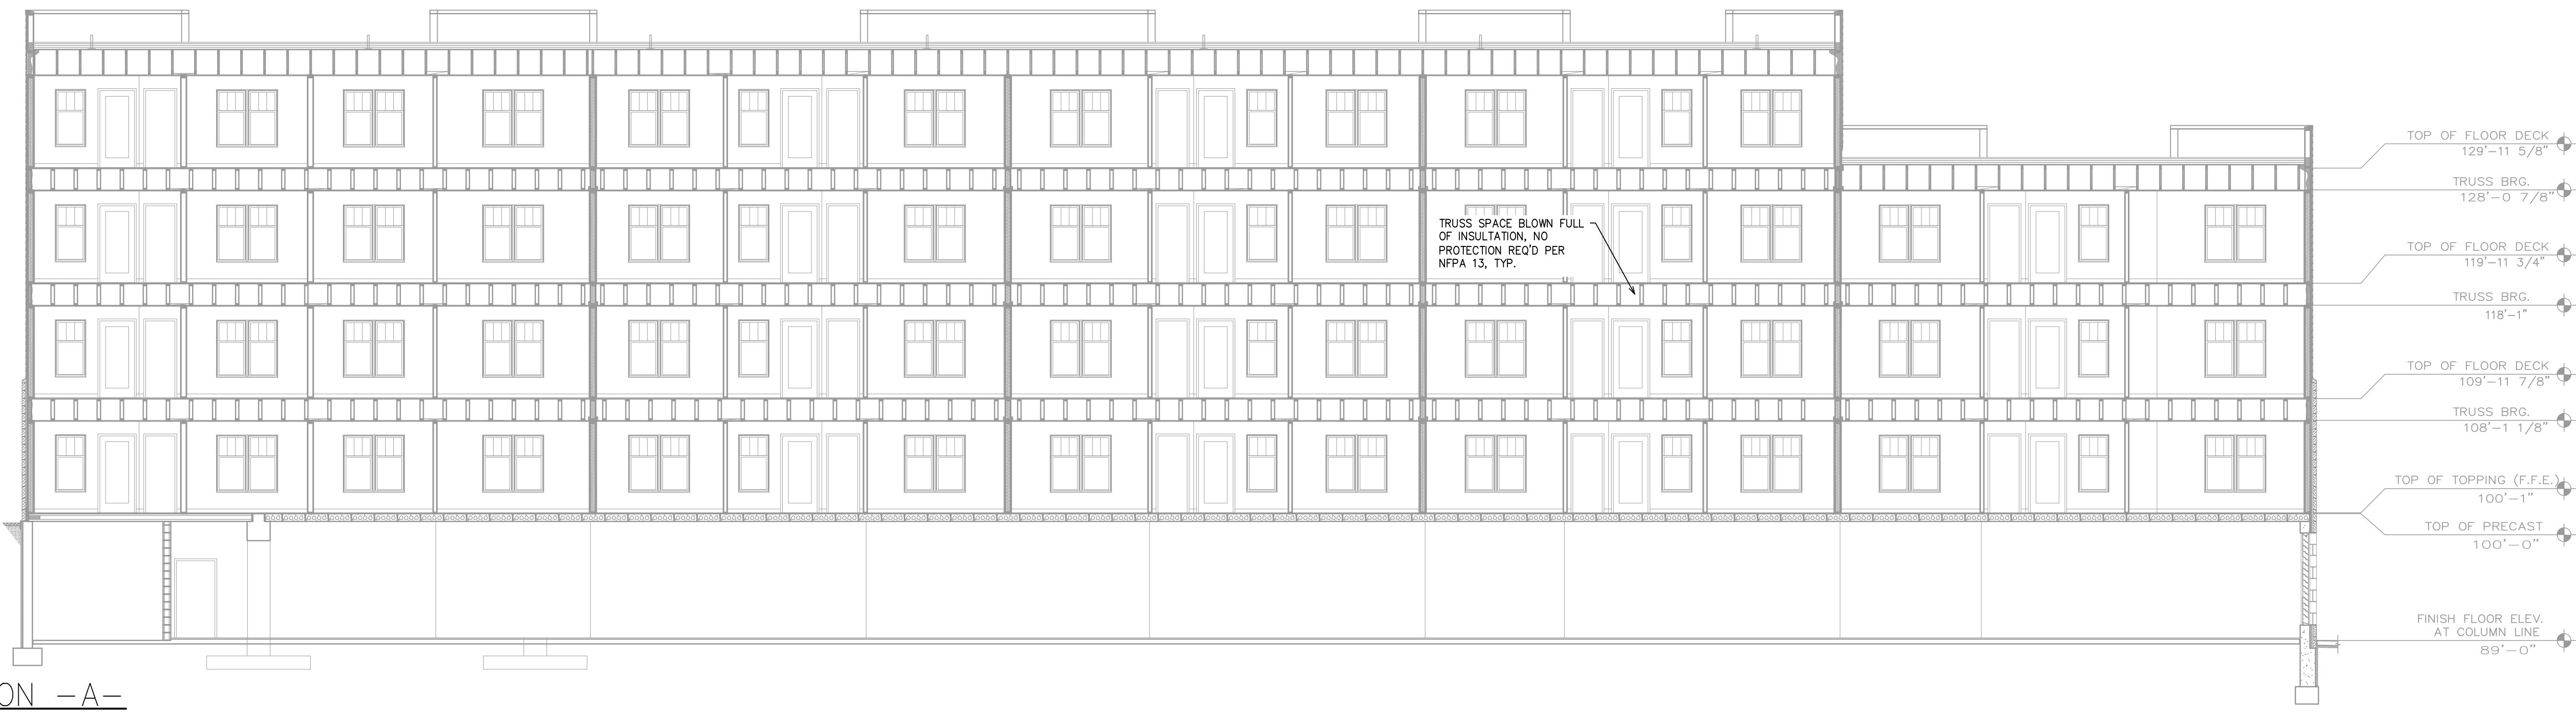 TRUSS SPACE BLOWN FULL
OF INSULTATION, NO
PROTECTION REQ'D PER
NFPA 13, TYP.
TOP OF FLOOR DECK
129'-11 5/8"
TRUSS BRG.
128'-0 7/8"
TOP OF FLOOR DECK
119'-11 3/4"
TRUSS BRG.
118'-1"
TOP OF FLOOR DECK
109'-11 7/8"
TRUSS BRG.
108'-1 1/8"
TOP OF TOPPING (F.F.E.)
100'-1"
TOP OF PRECAST
100'-0"
FINISH FLOOR ELEV.
AT COLUMN LINE
89'-0"
ON -A-